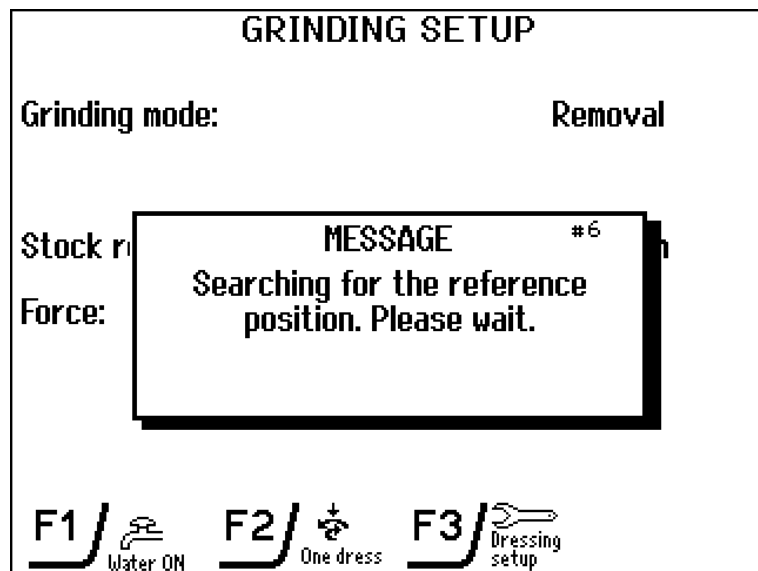 GRINDING SETUP
Grinding mode: Removal
Stock
MESSAGE #6
Searching for the reference
position. Please wait.
Force:
F1 Water ON
F2 One dress
F3 Dressing
setup